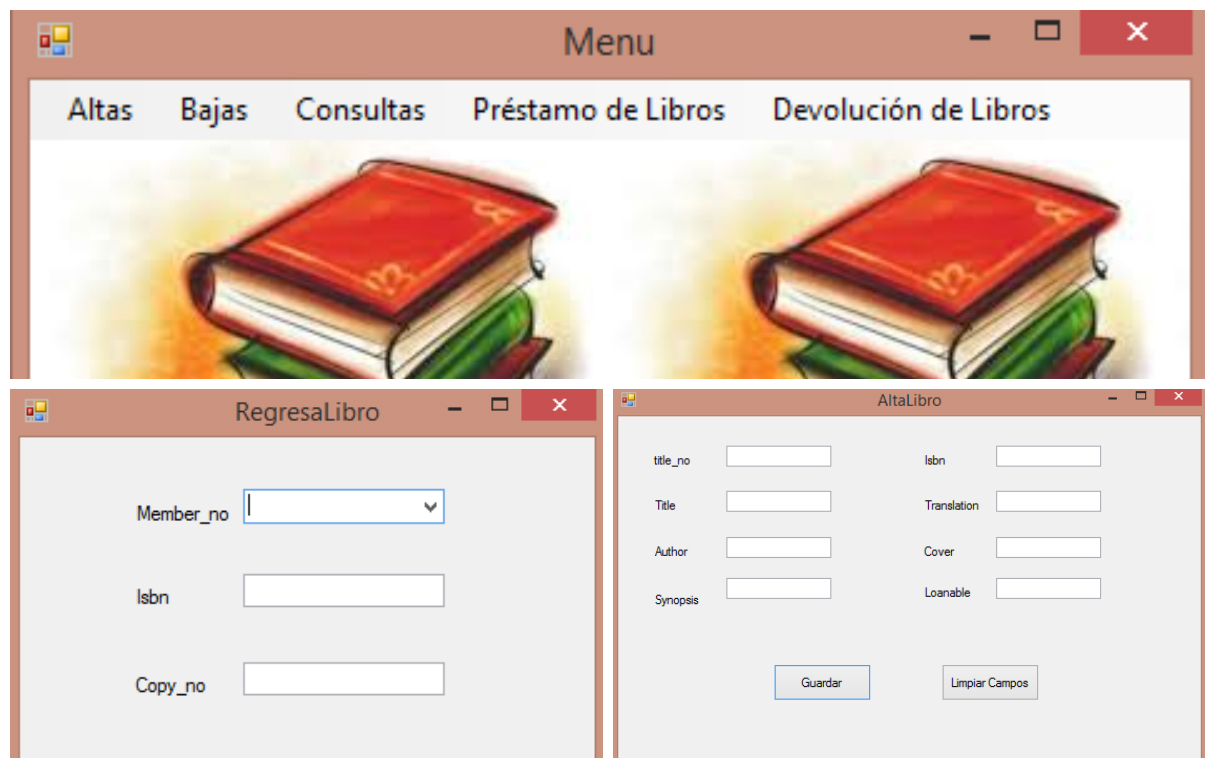 Menu
Altas Bajas Consultas Préstamo de Libros Devolución de Libros
RegresaLibro
Member_no
Isbn
Copy_no
AltaLibro
title_no Isbn
Title Translation
Author Cover
Synopsis Loanable
Guardar Limpiar Campos